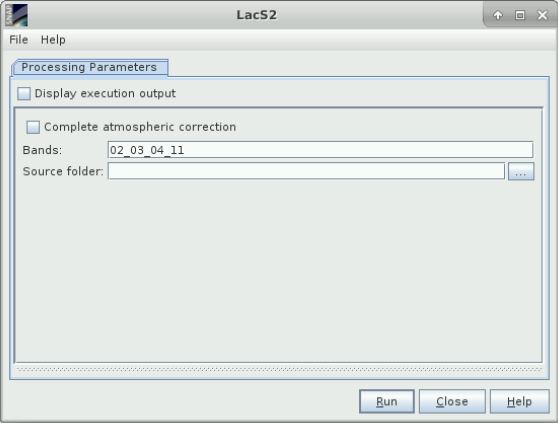 LacS2
File Help
Processing Parameters
Display execution output
Complete atmospheric correction
Bands: 02_03_04_11
Source folder: ...
Run Close Help